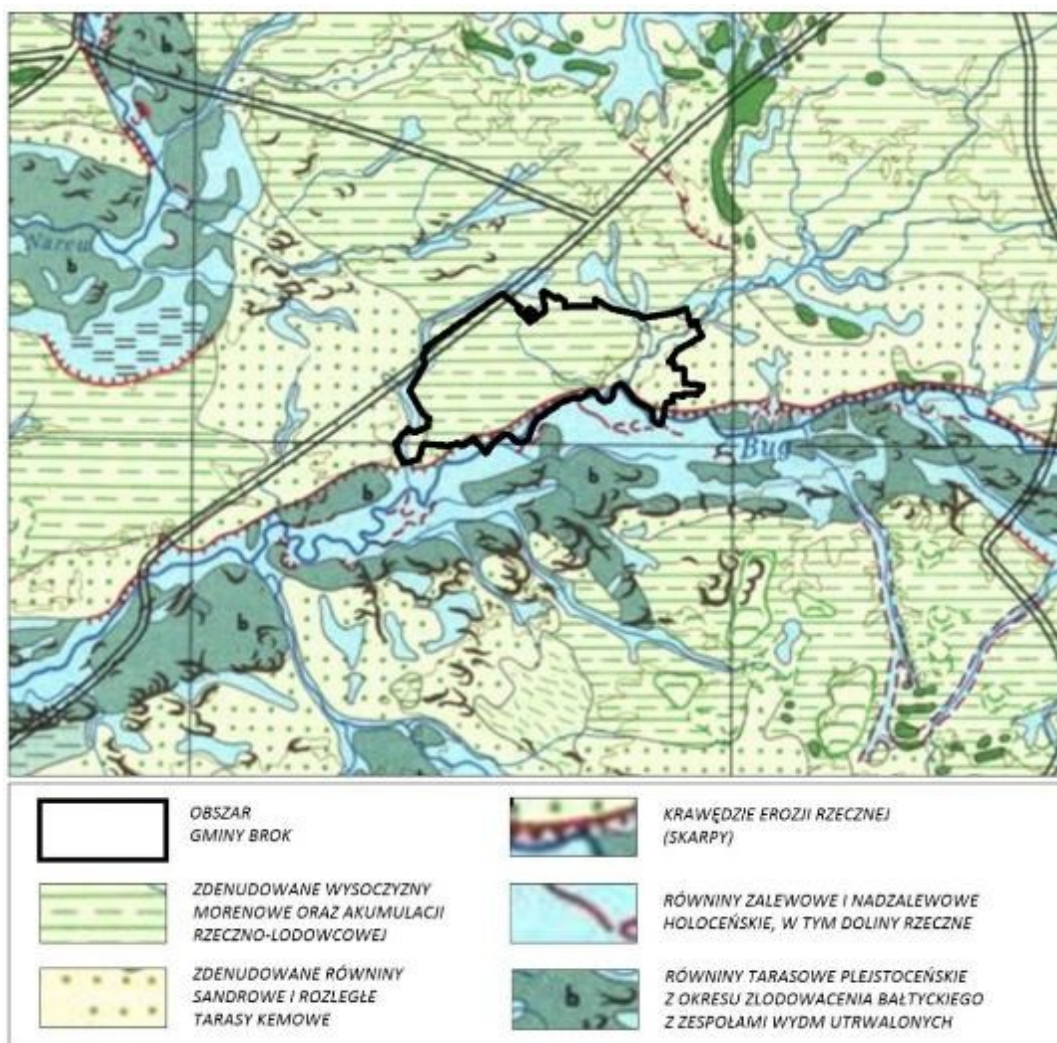 Narew
Bug
OBSZAR
GMINY BROK
ZDENUDOWANE WYSOCZYZNY
MORENOWE ORAZ AKUMULACJI
RZECZNO-LODOWCOWEJ
ZDENUDOWANE RÓWNINY
SANDROWE I ROZLEGŁE
TARASY KEMOWE
KRAWĘDZIE EROZJI RZECZNEJ
(SKARPY)
RÓWNINY ZALEWOWE I NADZALEWOWE
HOLOCEŃSKIE, W TYM DOLINY RZECZNE
RÓWNINY TARASOWE PLEJSTOCEŃSKIE
Z OKRESU ZLODOWACENIA BAŁTYCKIEGO
Z ZESPOŁAMI WYDM UTRWALONYCH